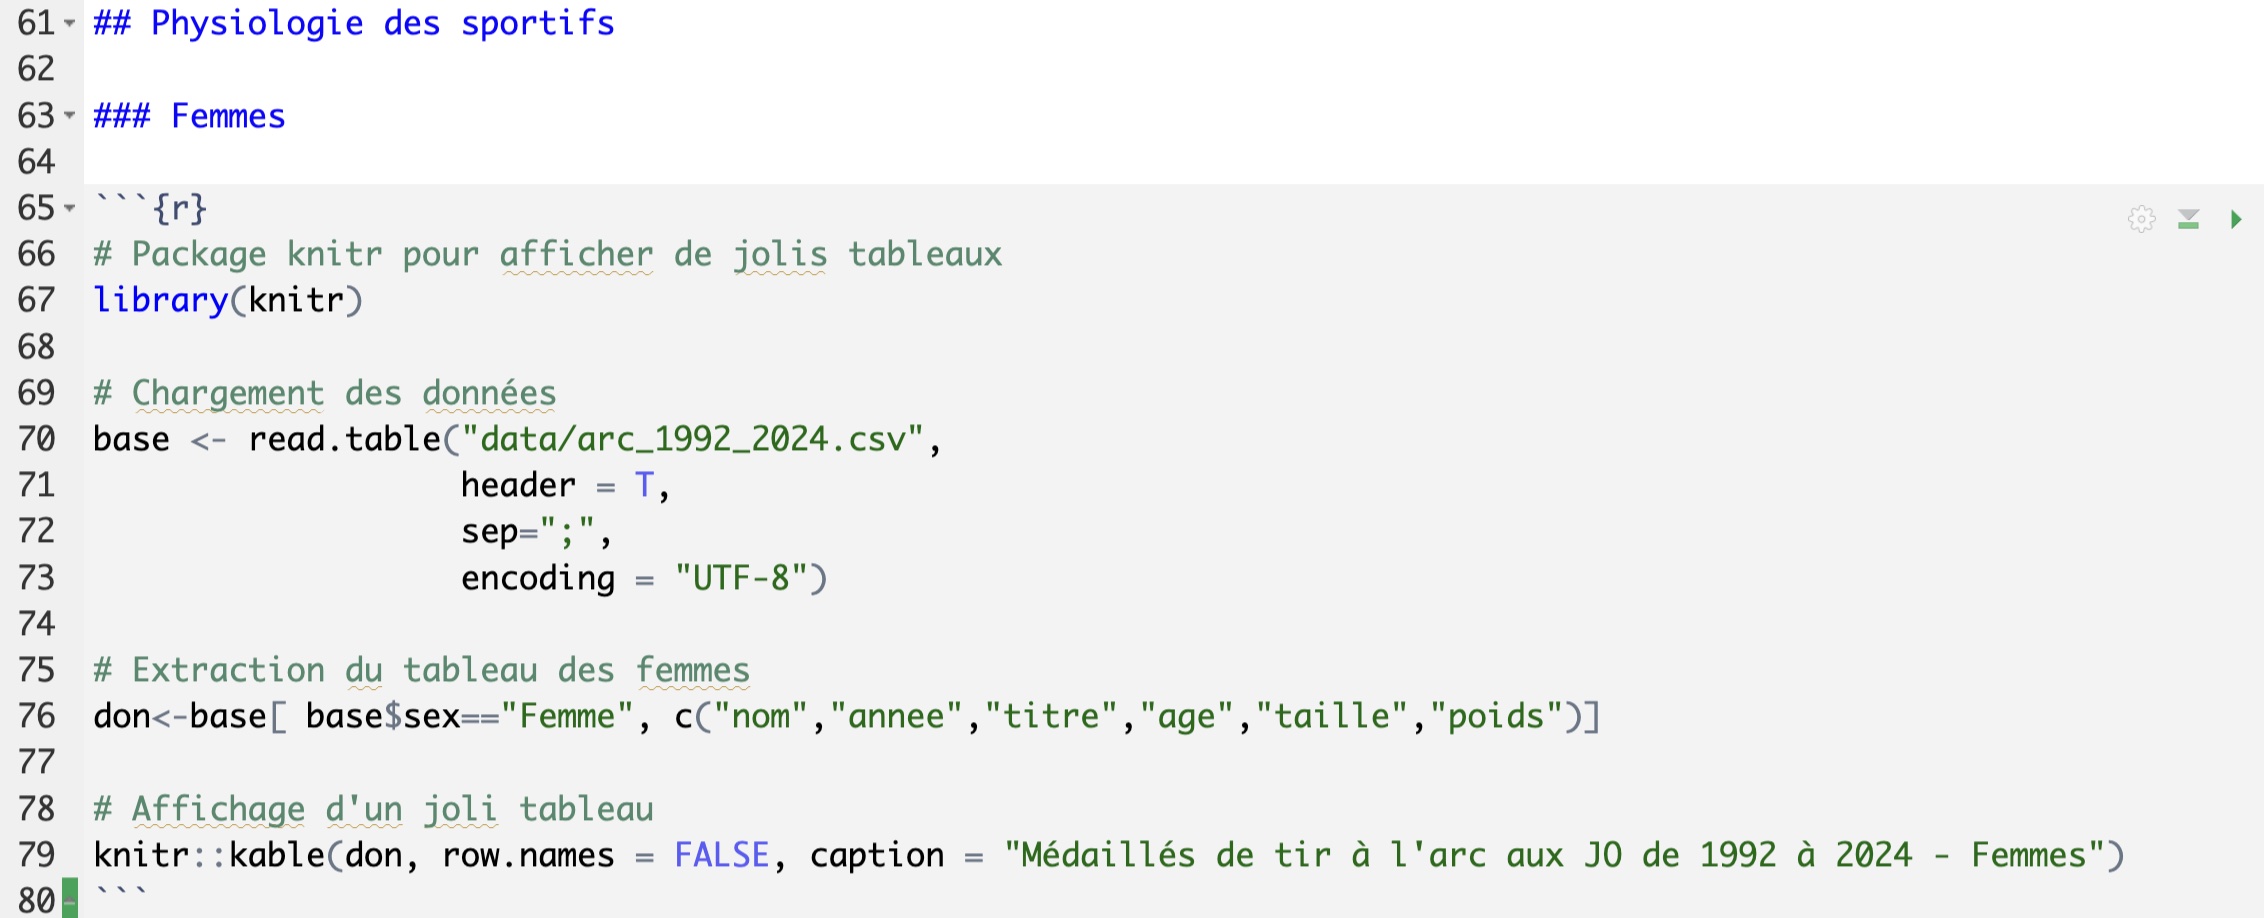 61 ## Physiologie des sportifs
62
63 ### Femmes
64
65 ```{r}
66 # Package knitr pour afficher de jolis tableaux
67 library(knitr)
68
69 # Chargement des données
70 base <- read.table("data/arc_1992_2024.csv",
71                    header = T,
72                    sep=";",
73                    encoding = "UTF-8")
74
75 # Extraction du tableau des femmes
76 don<-base[ base$sex=="Femme", c("nom","annee","titre","age","taille","poids")]
77
78 # Affichage d'un joli tableau
79 knitr::kable(don, row.names = FALSE, caption = "Médaillés de tir à l'arc aux JO de 1992 à 2024 - Femmes")
80 ```